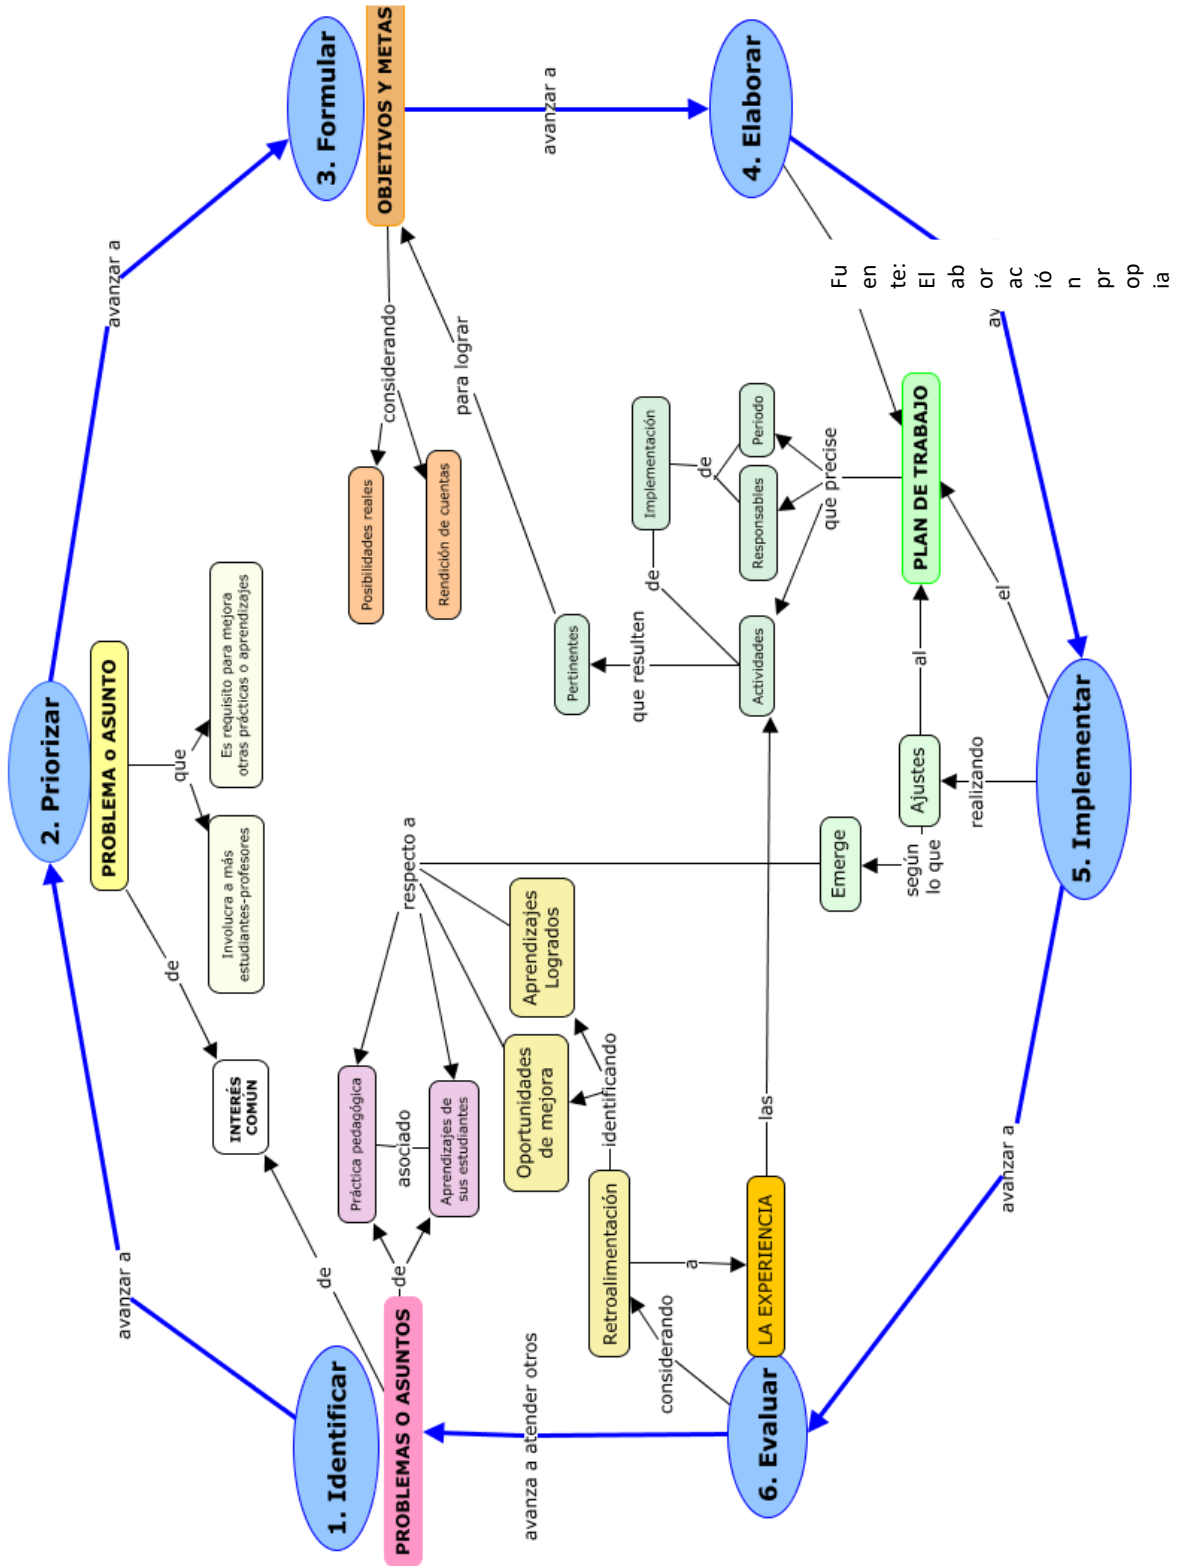 1. Identificar
PROBLEMAS O ASUNTOS
avanzar a
2. Priorizar
PROBLEMA o ASUNTO
avanzar a
3. Formular
OBJETIVOS Y METAS
de
INTERÉS
COMÚN
de
que
Involucra a más
estudiantes-profesores
Es requisito para mejora
otras prácticas o aprendizajes
de
Práctica pedagógica
asociado
Aprendizajes de
sus estudiantes
respecto a
considerando
Posibilidades reales
Rendición de cuentas
para lograr
avanzar a
avanza a atender otros
Oportunidades
de mejora
Aprendizajes
Logrados
identificando
Retroalimentación
considerando
a
Pertinentes
que resulten
de
Implementación
de
6. Evaluar
LA EXPERIENCIA
las
Actividades
Responsables
Periodo
que precise
4. Elaborar
Emerge
según
lo que
Ajustes
al
PLAN DE TRABAJO
realizando
el
avanzar a
5. Implementar
av
Fu
en
te:
El
ab
or
ac
ió
n
pr
op
ia